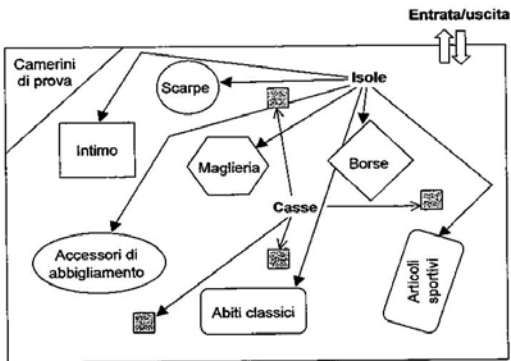 Entrata/uscita
Camerini
di prova
Isole
Scarpe
Intimo
Maglieria
Borse
Casse
Accessori di
abbigliamento
Articoli
sportivi
Abiti classici